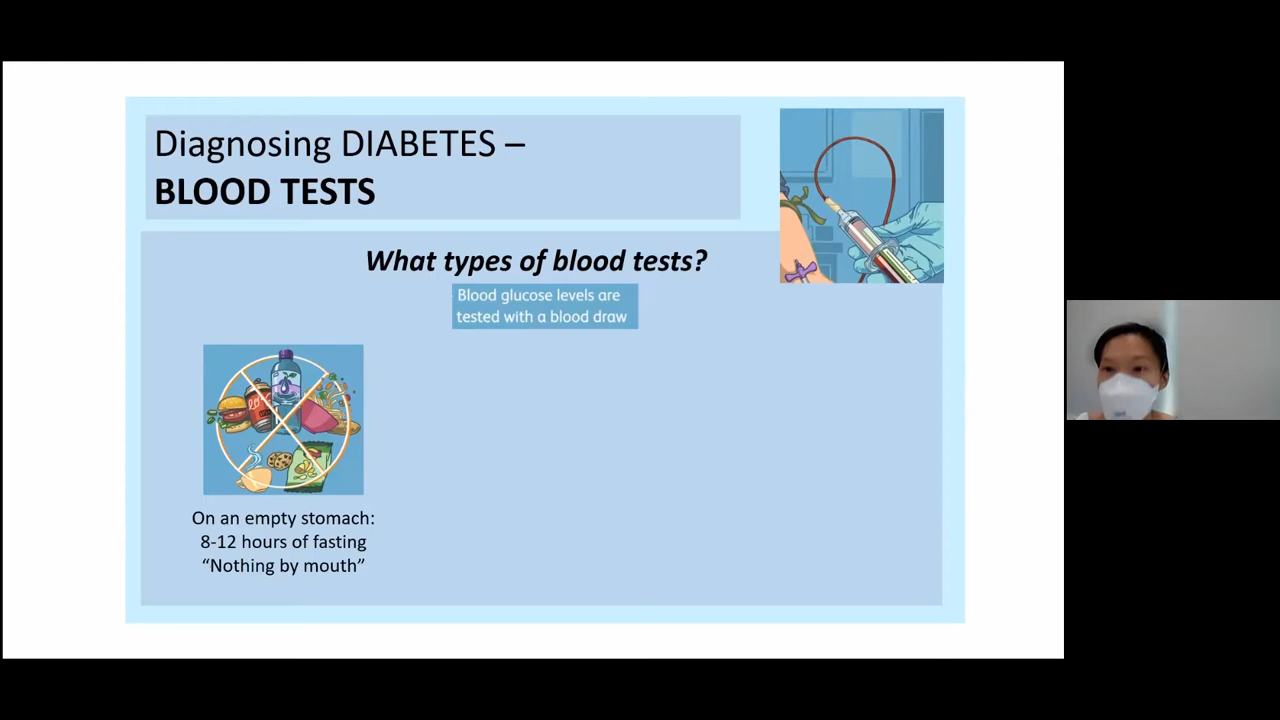 Diagnosing DIABETES –
BLOOD TESTS
What types of blood tests?
Blood glucose levels are
tested with a blood draw
On an empty stomach:
8-12 hours of fasting
“Nothing by mouth”